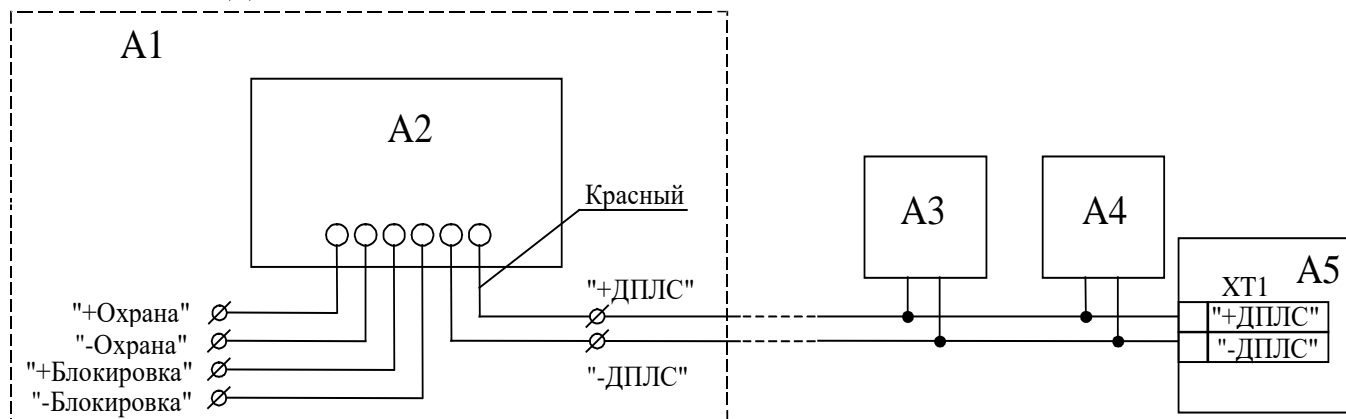 A1
A2
A3
A4
A5
Красный
XT1
"+ДПЛС"
"+ДПЛС"
"-ДПЛС"
"-ДПЛС"
"+Охрана"
"-Охрана"
"+Блокировка"
"-Блокировка"